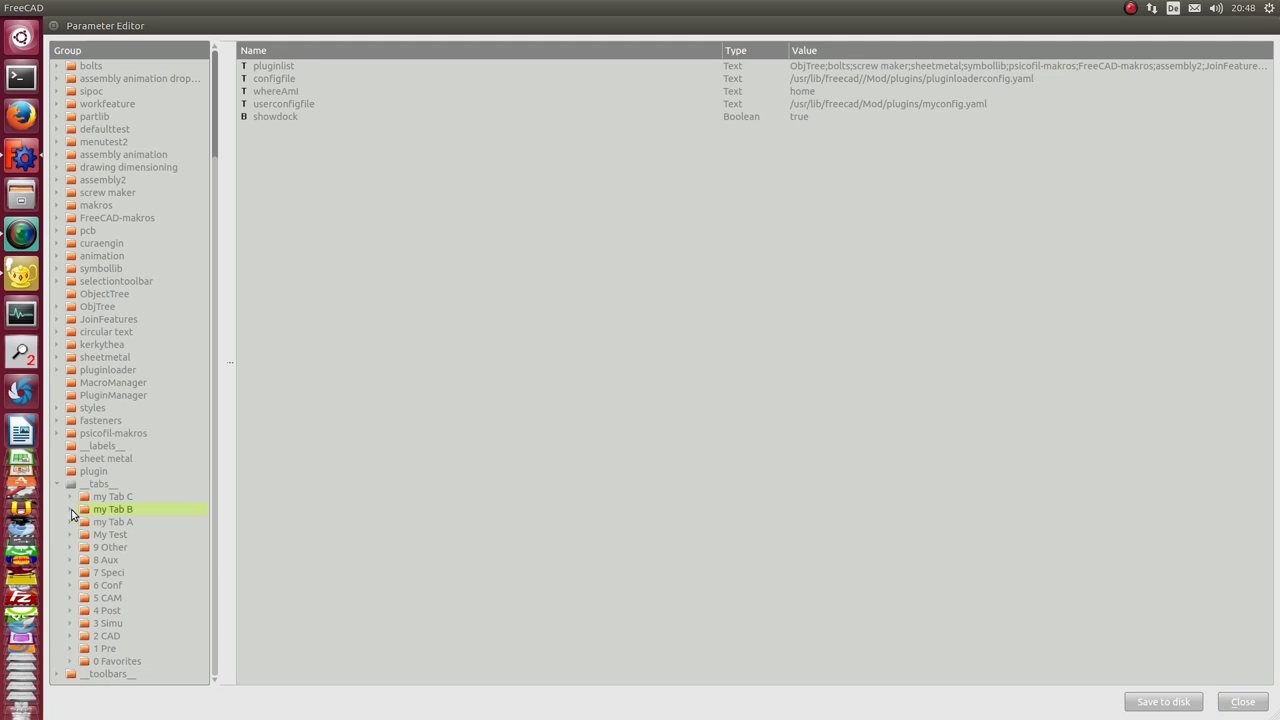 FreeCAD
De
20:48
Parameter Editor
Group
bolts
assembly animation drop...
sipoc
workfeature
partlib
defaulttest
menutest2
assembly animation
drawing dimensioning
assembly2
screw maker
makros
FreeCAD-makros
pcb
curaengin
animation
symbollib
selectiontoolbar
ObjectTree
ObjTree
JoinFeatures
circular text
kerkythea
sheetmetal
pluginloader
MacroManager
PluginManager
styles
fasteners
psicofil-makros
__labels__
sheet metal
plugin
__tabs__
my Tab C
my Tab B
my Tab A
My Test
9 Other
8 Aux
7 Speci
6 Conf
5 CAM
4 Post
3 Simu
2 CAD
1 Pre
0 Favorites
__toolbars__
Name Type Value
T pluginlist Text ObjTree;bolts;screw maker;sheetmetal;symbollib;psicofil-makros;FreeCAD-makros;assembly2;JoinFeature...
T configfile Text /usr/lib/freecad//Mod/plugins/pluginloaderconfig.yaml
T whereAmI Text home
T userconfigfile Text /usr/lib/freecad/Mod/plugins/myconfig.yaml
B showdock Boolean true
2
Save to disk
Close